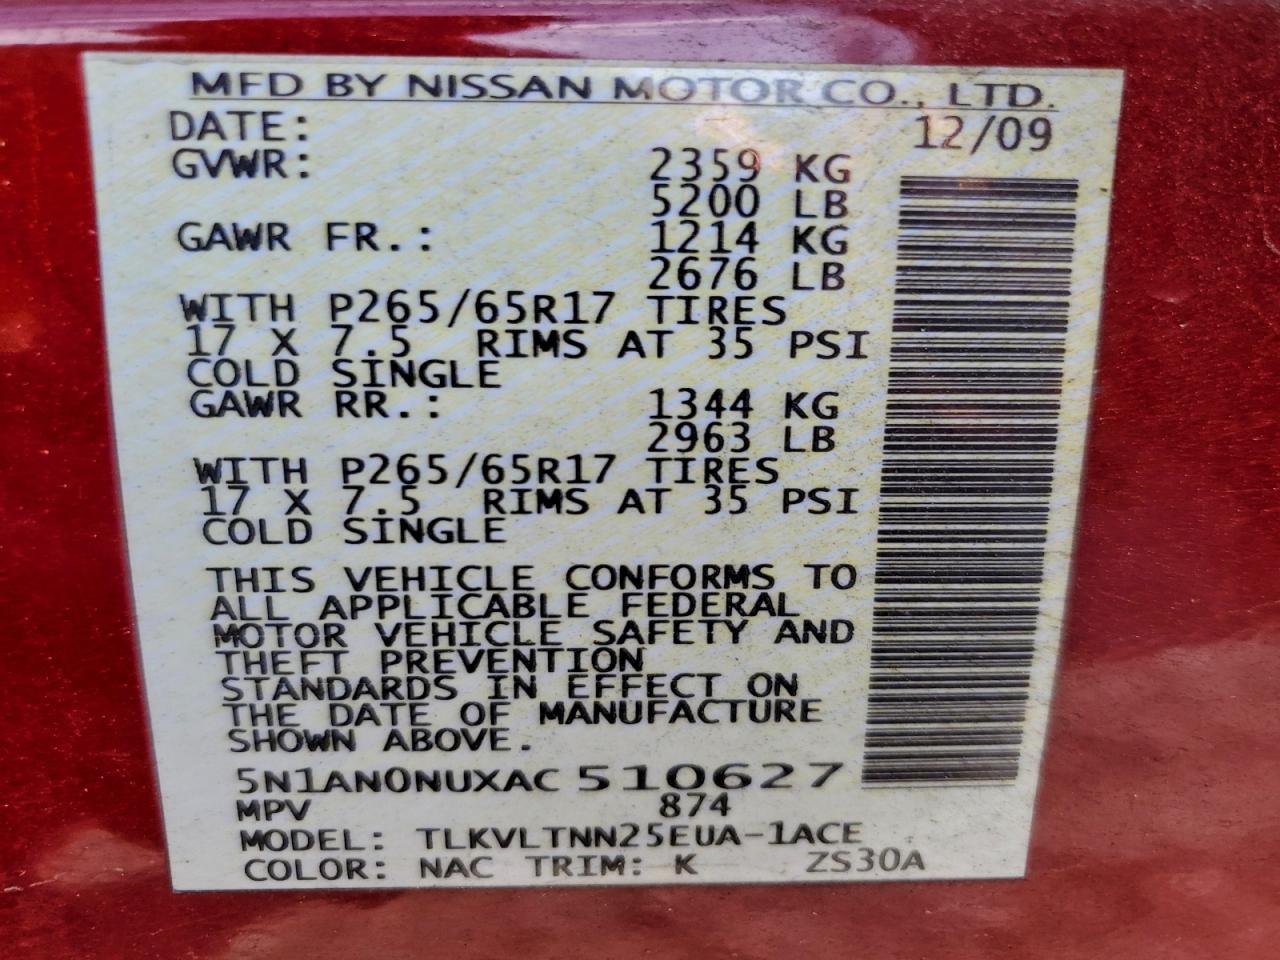 MFD BY NISSAN MOTOR CO., LTD.
DATE: 12/09
GVWR: 2359 KG
5200 LB
GAWR FR.: 1214 KG
2676 LB
WITH P265/65R17 TIRES
17 X 7.5 RIMS AT 35 PSI
COLD SINGLE
GAWR RR.: 1344 KG
2963 LB
WITH P265/65R17 TIRES
17 X 7.5 RIMS AT 35 PSI
COLD SINGLE
THIS VEHICLE CONFORMS TO
ALL APPLICABLE FEDERAL
MOTOR VEHICLE SAFETY AND
THEFT PREVENTION
STANDARDS IN EFFECT ON
THE DATE OF MANUFACTURE
SHOWN ABOVE.
5N1AN0NUXAC 510627
MPV 874
MODEL: TLKVLTNN25EUA-1ACE
COLOR: NAC TRIM: K ZS30A